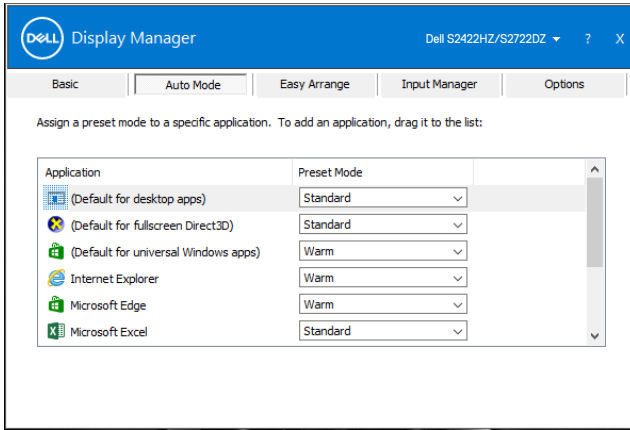 DELL Display Manager Dell S2422HZ/S2722DZ ? X
Basic Auto Mode Easy Arrange Input Manager Options
Assign a preset mode to a specific application. To add an application, drag it to the list:
Application Preset Mode
(Default for desktop apps) Standard
(Default for fullscreen Direct3D) Standard
(Default for universal Windows apps) Warm
Internet Explorer Warm
Microsoft Edge Warm
Microsoft Excel Standard